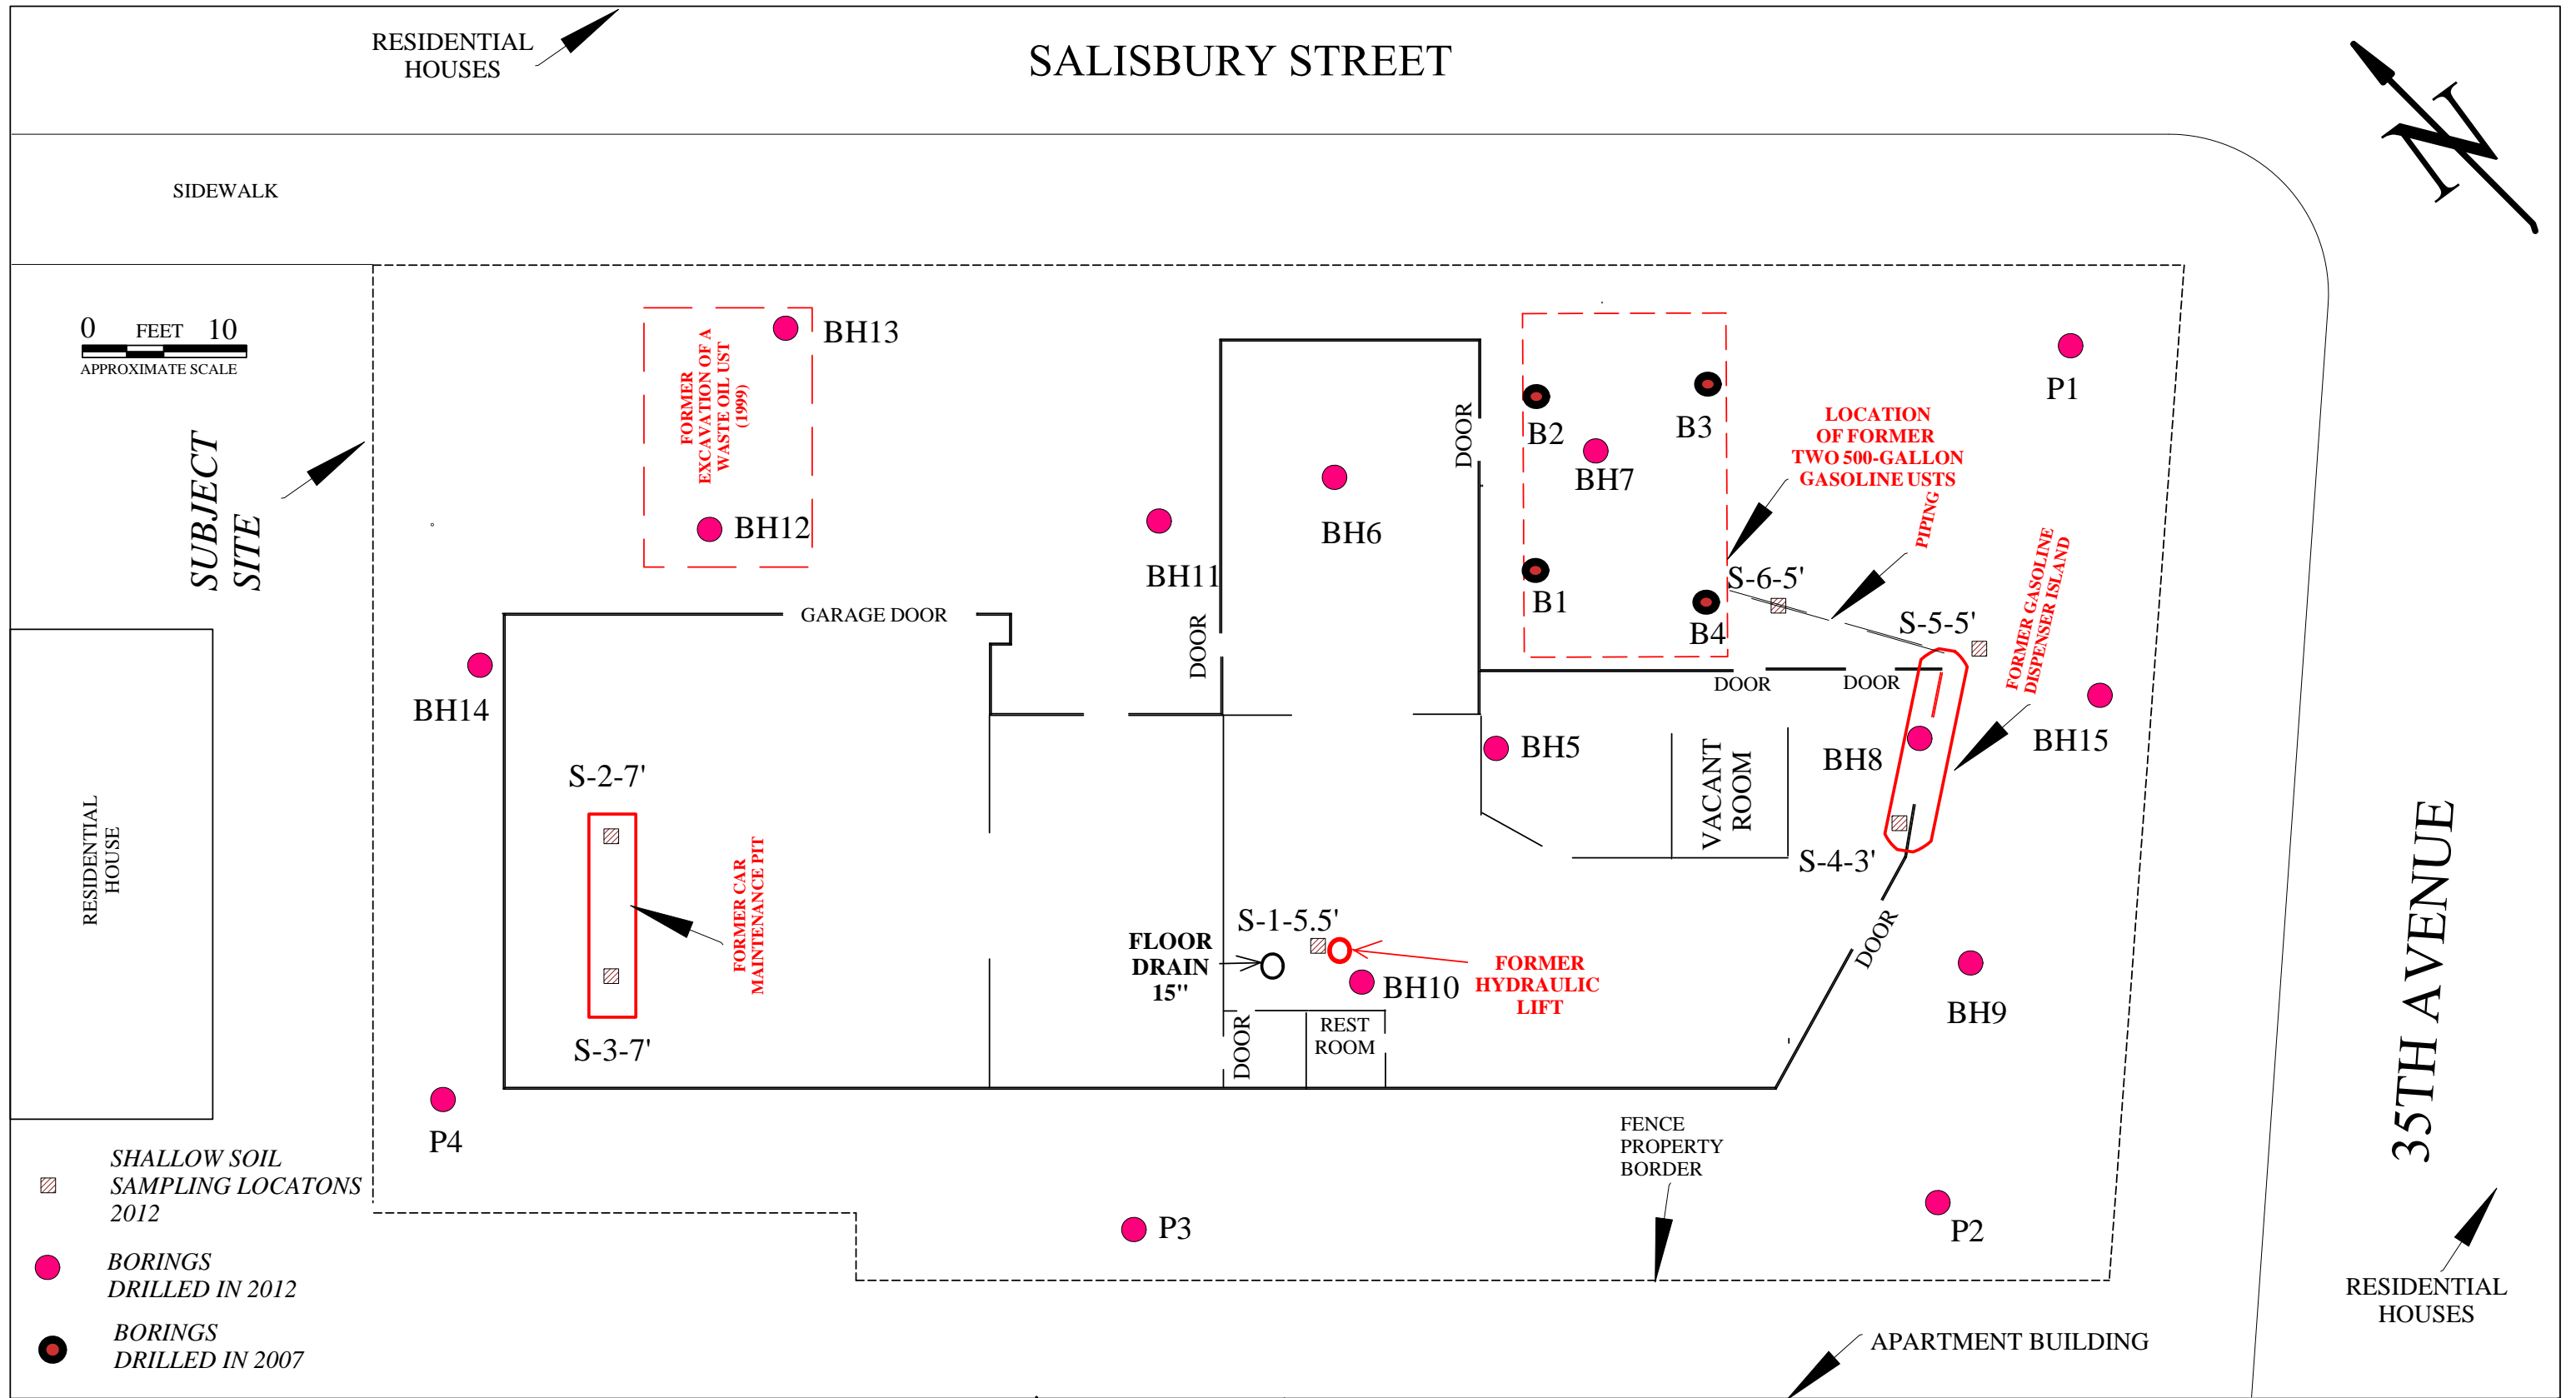 RESIDENTIAL
HOUSES
SALISBURY STREET
N
SIDEWALK
0 FEET 10
APPROXIMATE SCALE
SUBJECT
SITE
FORMER
EXCAVATION OF A
WASTE OIL UST
(1999)
BH13
BH12
BH11
BH6
DOOR
B2
B3
BH7
B1
B4
P1
LOCATION
OF FORMER
TWO 500-GALLON
GASOLINE USTS
PIPING
S-6-5'
S-5-5'
FORMER GASOLINE
DISPENSER ISLAND
GARAGE DOOR
DOOR
DOOR
DOOR
BH14
BH5
VACANT
ROOM
BH8
BH15
S-4-3'
S-2-7'
FORMER CAR
MAINTENANCE PIT
S-3-7'
RESIDENTIAL
HOUSE
S-1-5.5'
FLOOR
DRAIN
15"
BH10
FORMER
HYDRAULIC
LIFT
DOOR
BH9
DOOR
REST
ROOM
35TH AVENUE
P4
P3
P2
FENCE
PROPERTY
BORDER
SHALLOW SOIL
SAMPLING LOCATONS
2012
BORINGS
DRILLED IN 2012
BORINGS
DRILLED IN 2007
APARTMENT BUILDING
RESIDENTIAL
HOUSES